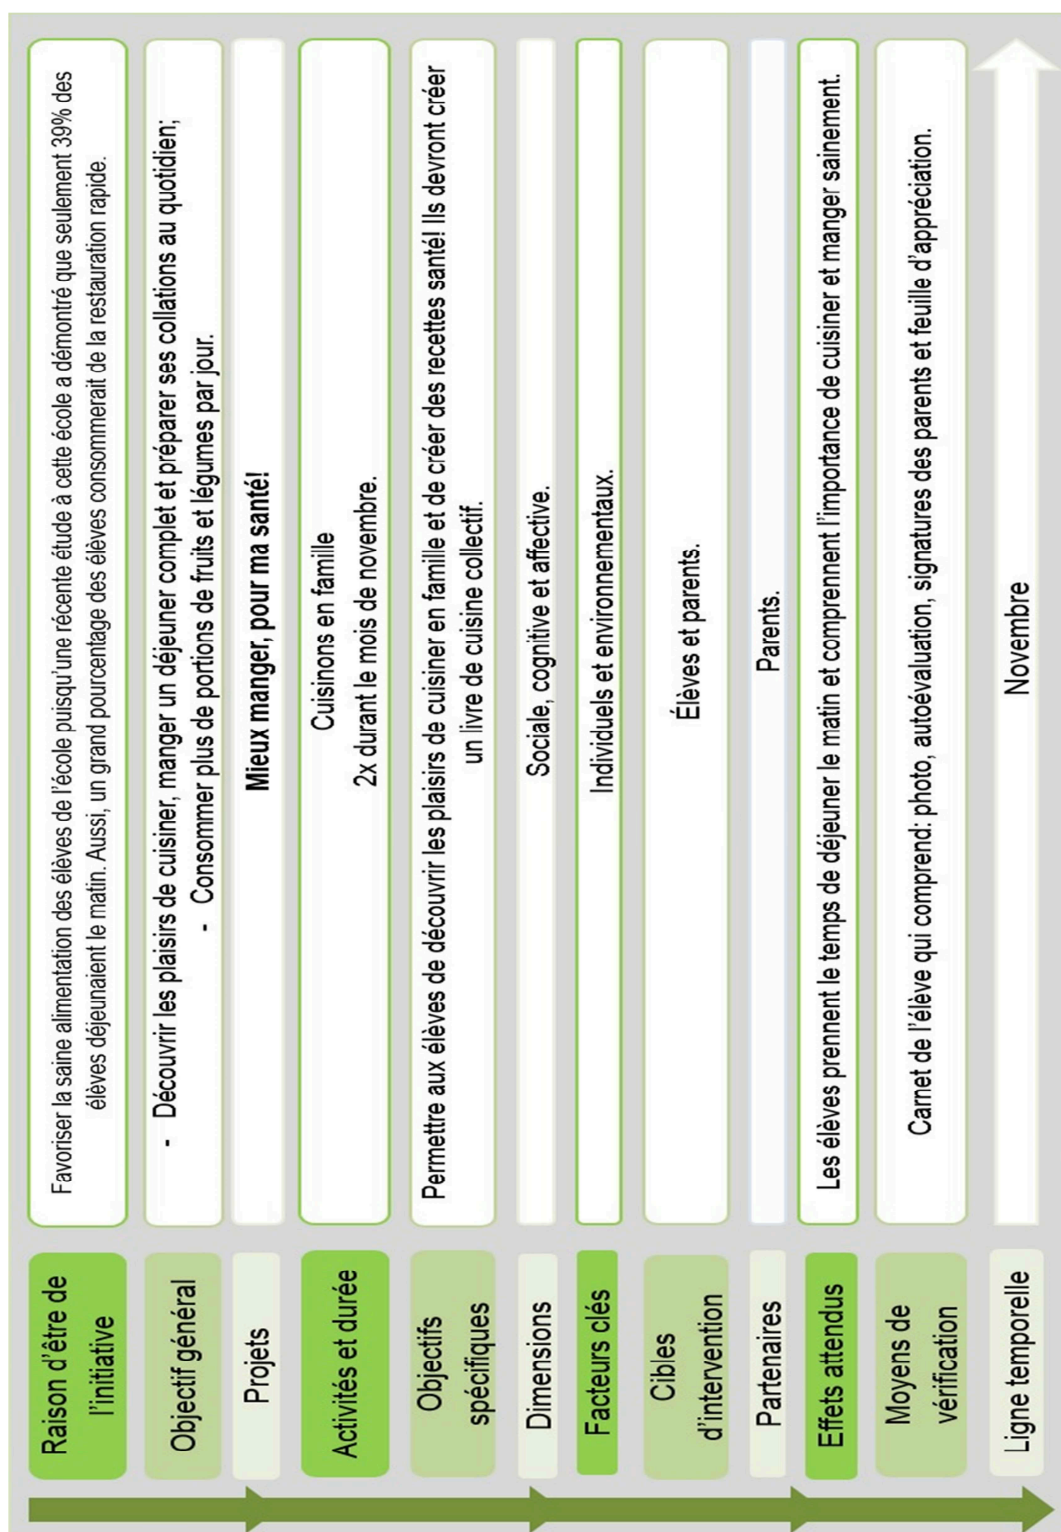 Raison d'être de
l'initiative
Favoriser la saine alimentation des élèves de l'école puisqu'une récente étude à cette école a démontré que seulement 39% des
élèves déjeunaient le matin. Aussi, un grand pourcentage des élèves consommerait de la restauration rapide.
Objectif général
- Découvrir les plaisirs de cuisiner, manger un déjeuner complet et préparer ses collations au quotidien;
- Consommer plus de portions de fruits et légumes par jour.
Projets
Mieux manger, pour ma santé!
Activités et durée
Cuisinons en famille
2x durant le mois de novembre.
Objectifs
spécifiques
Permettre aux élèves de découvrir les plaisirs de cuisiner en famille et de créer des recettes santé! Ils devront créer
un livre de cuisine collectif.
Dimensions
Sociale, cognitive et affective.
Facteurs clés
Individuels et environnementaux.
Cibles
d'intervention
Élèves et parents.
Partenaires
Parents.
Effets attendus
Les élèves prennent le temps de déjeuner le matin et comprennent l'importance de cuisiner et manger sainement.
Moyens de
vérification
Carnet de l'élève qui comprend: photo, autoévaluation, signatures des parents et feuille d'appréciation.
Ligne temporelle
Novembre